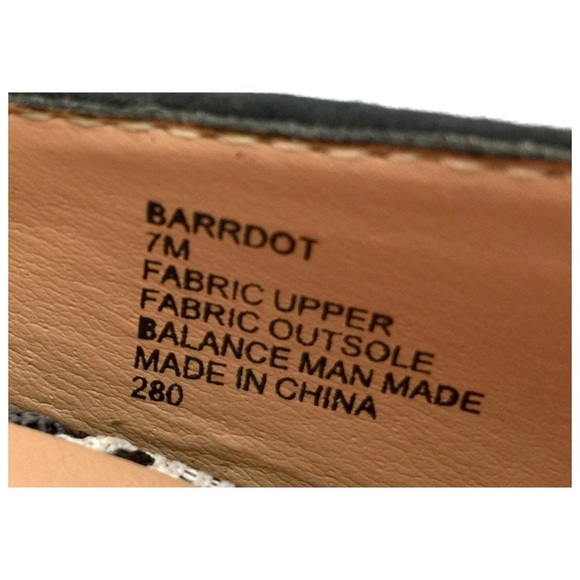 BARRDOT
7M
FABRIC UPPER
FABRIC OUTSOLE
BALANCE MAN MADE
MADE IN CHINA
280